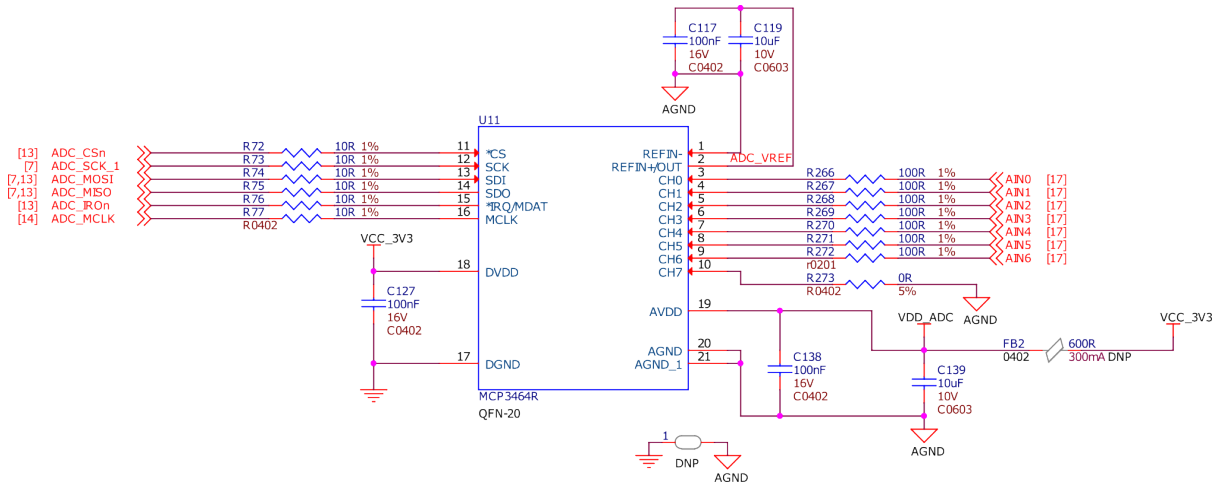 C117
100nF
16V
C0402
C119
10uF
10V
C0603
AGND
U11
[13] ADC_CSn R72 10R 1% 11 *CS
[7] ADC_SCK_1 R73 10R 1% 12 SCK
[7,13] ADC_MOSI R74 10R 1% 13 SDI
[7,13] ADC_MISO R75 10R 1% 14 SDO
[13] ADC_IRQn R76 10R 1% 15 *IRQ/MDAT
[14] ADC_MCLK R77 10R 1% 16 MCLK
R0402
REFIN- 1
REFIN+/OUT 2 ADC_VREF
CH0 3 R266 100R 1% AIN0 [17]
CH1 4 R267 100R 1% AIN1 [17]
CH2 5 R268 100R 1% AIN2 [17]
CH3 6 R269 100R 1% AIN3 [17]
CH4 7 R270 100R 1% AIN4 [17]
CH5 8 R271 100R 1% AIN5 [17]
CH6 9 R272 100R 1% AIN6 [17]
r0201
CH7 10 R273 0R
R0402 5%
AGND
VCC_3V3
18 DVDD
C127
100nF
16V
C0402
17 DGND
AVDD 19
AGND 20
AGND_1 21
VDD_ADC
VCC_3V3
FB2 600R
0402 300mA DNP
C138
100nF
16V
C0402
C139
10uF
10V
C0603
AGND
MCP3464R
QFN-20
1
DNP
AGND